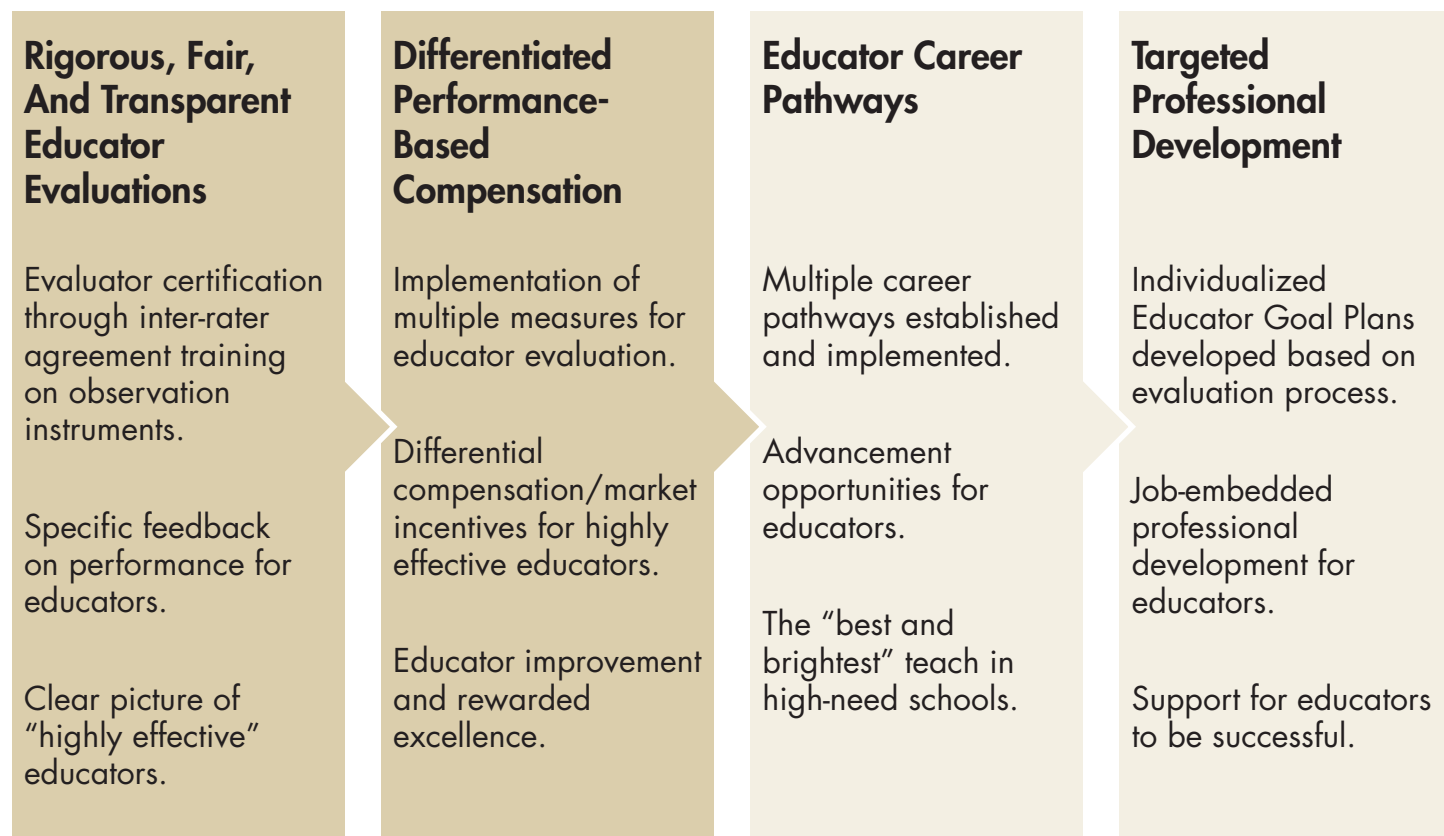 Rigorous, Fair,
And Transparent
Educator
Evaluations
Evaluator certification
through inter-rater
agreement training
on observation
instruments.
Specific feedback
on performance for
educators.
Clear picture of
“highly effective”
educators.
Differentiated
Performance-
Based
Compensation
Implementation of
multiple measures for
educator evaluation.
Differential
compensation/market
incentives for highly
effective educators.
Educator improvement
and rewarded
excellence.
Educator Career
Pathways
Multiple career
pathways established
and implemented.
Advancement
opportunities for
educators.
The “best and
brightest” teach in
high-need schools.
Targeted
Professional
Development
Individualized
Educator Goal Plans
developed based on
evaluation process.
Job-embedded
professional
development for
educators.
Support for educators
to be successful.